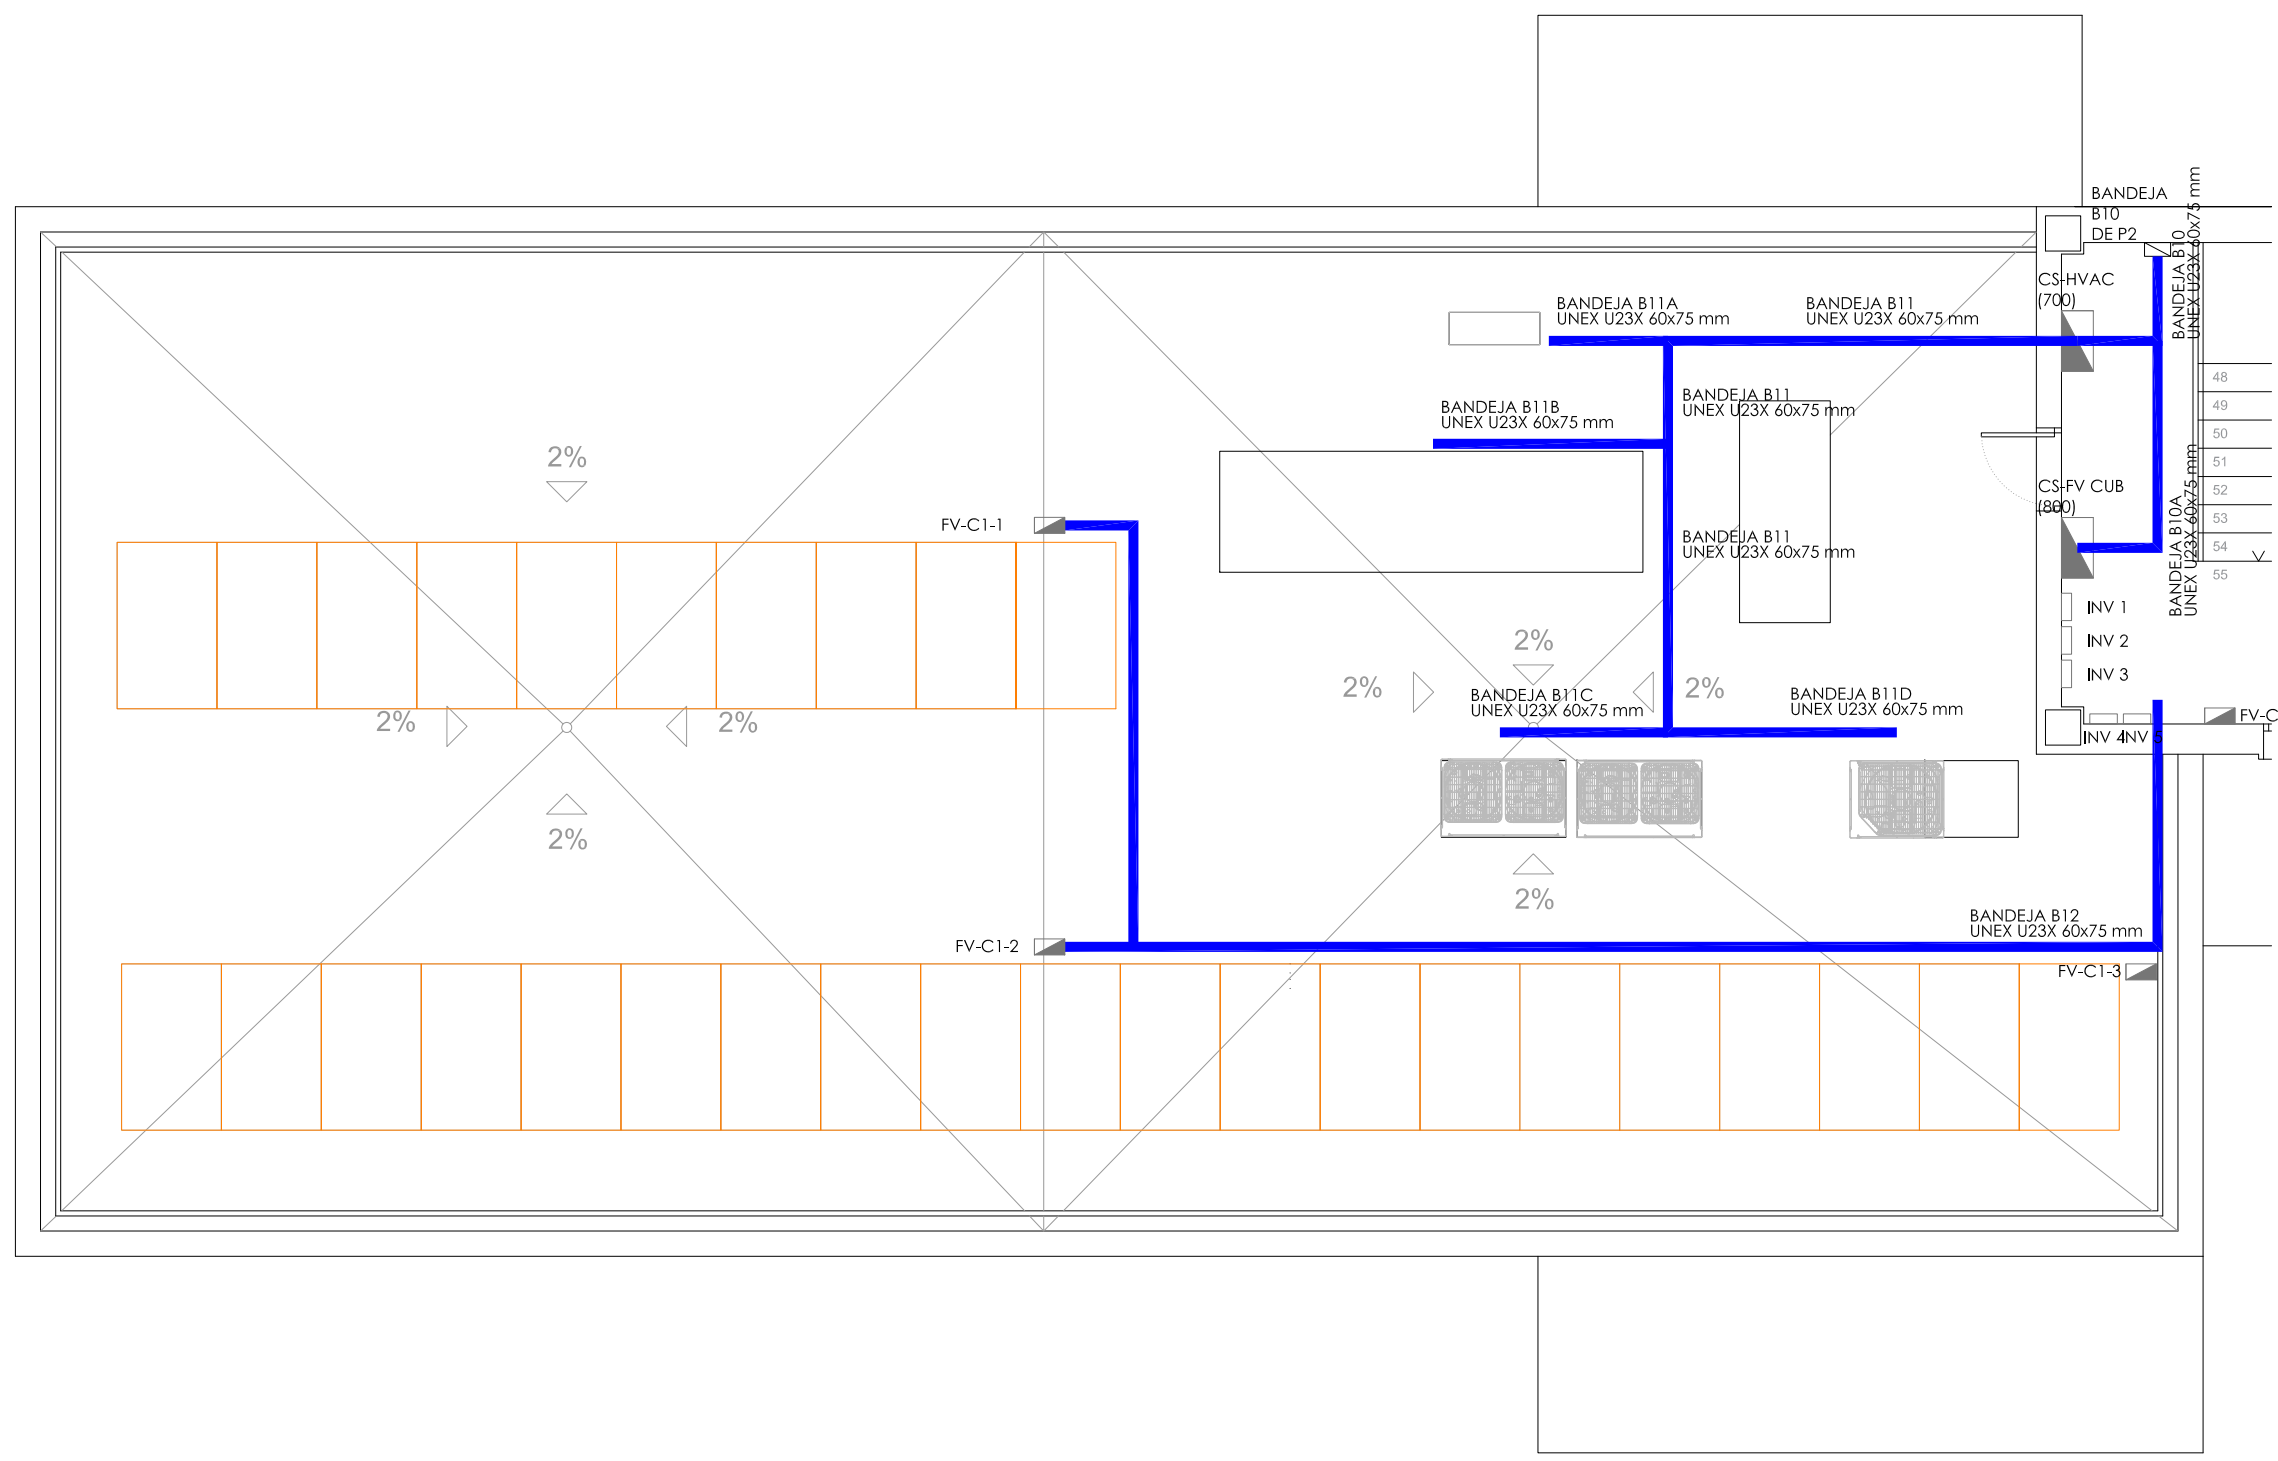 BANDEJA
B10
DE P2
BANDEJA B10
UNEX U23X 60x75 mm
CS-HVAC
(700)
BANDEJA B11A
UNEX U23X 60x75 mm
BANDEJA B11
UNEX U23X 60x75 mm
48
49
50
51
52
53
54
55
BANDEJA B11
UNEX U23X 60x75 mm
BANDEJA B11B
UNEX U23X 60x75 mm
2%
CS-FV CUB
(800)
BANDEJA B10A
UNEX U23X 60x75 mm
FV-C1-1
BANDEJA B11
UNEX U23X 60x75 mm
INV 1
INV 2
INV 3
2%
2%
2%
BANDEJA B11C
UNEX U23X 60x75 mm
BANDEJA B11D
UNEX U23X 60x75 mm
2%
2%
FV-C
INV 4
INV
2%
2%
BANDEJA B12
UNEX U23X 60x75 mm
FV-C1-2
FV-C1-3